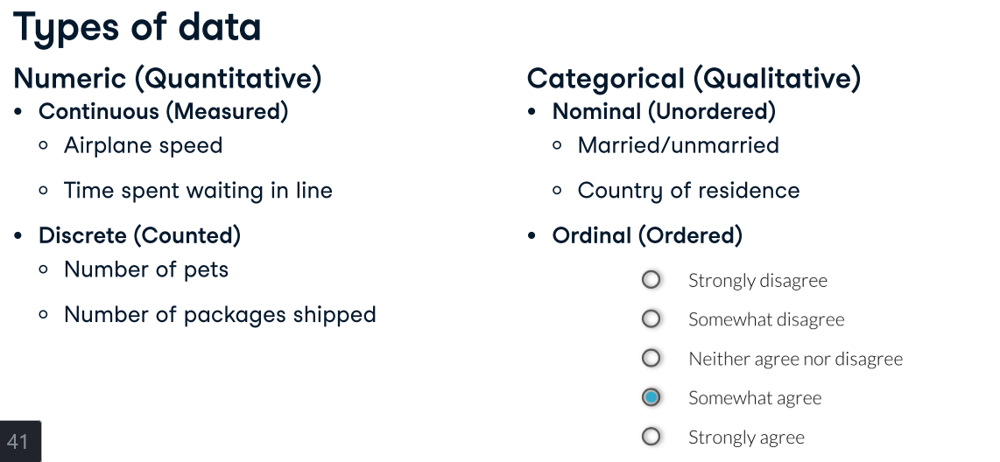 Types of data
Numeric (Quantitative)
• Continuous (Measured)
○ Airplane speed
○ Time spent waiting in line
• Discrete (Counted)
○ Number of pets
○ Number of packages shipped
Categorical (Qualitative)
• Nominal (Unordered)
○ Married/unmarried
○ Country of residence
• Ordinal (Ordered)
Strongly disagree
Somewhat disagree
Neither agree nor disagree
Somewhat agree
Strongly agree
41